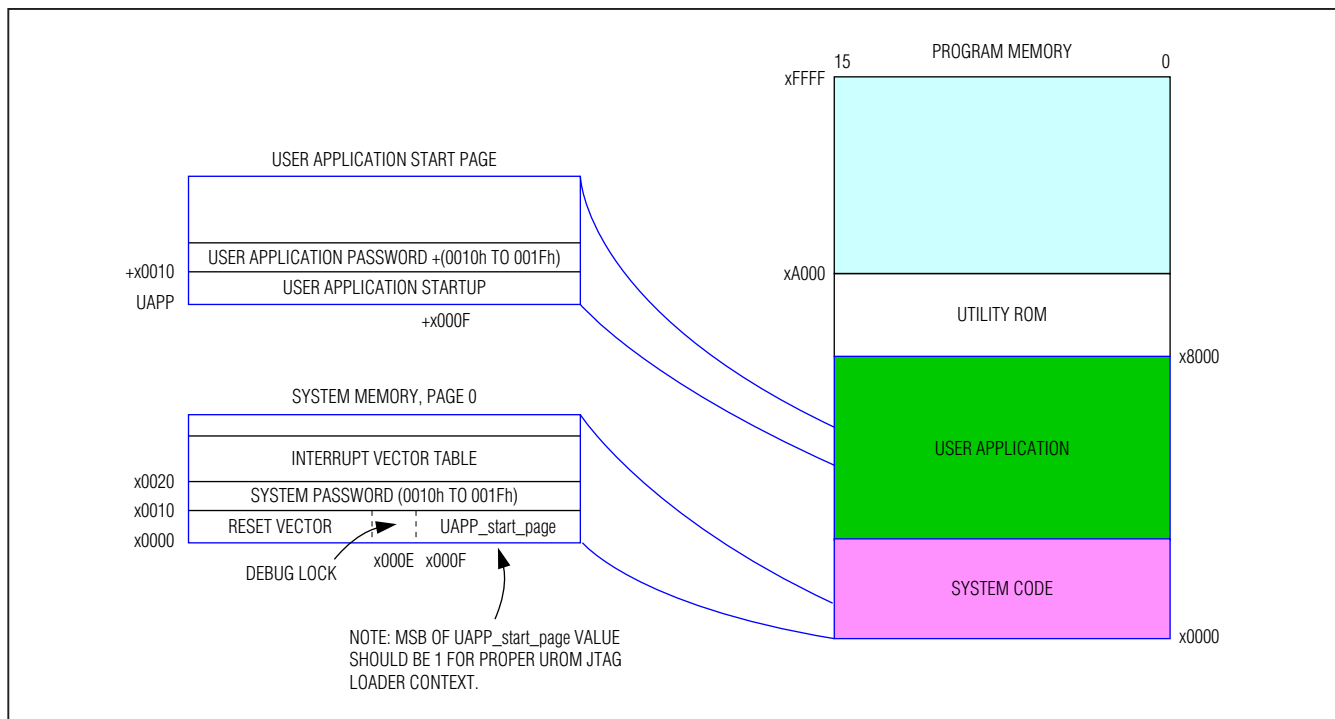 PROGRAM MEMORY
15 0
xFFFF
USER APPLICATION START PAGE
USER APPLICATION PASSWORD +(0010h TO 001Fh)
+x0010
USER APPLICATION STARTUP
UAPP
+x000F
xA000
UTILITY ROM
x8000
USER APPLICATION
SYSTEM MEMORY, PAGE 0
INTERRUPT VECTOR TABLE
x0020
SYSTEM PASSWORD (0010h TO 001Fh)
x0010
RESET VECTOR
UAPP_start_page
x0000
x000E x000F
DEBUG LOCK
SYSTEM CODE
x0000
NOTE: MSB OF UAPP_start_page VALUE
SHOULD BE 1 FOR PROPER UROM JTAG
LOADER CONTEXT.